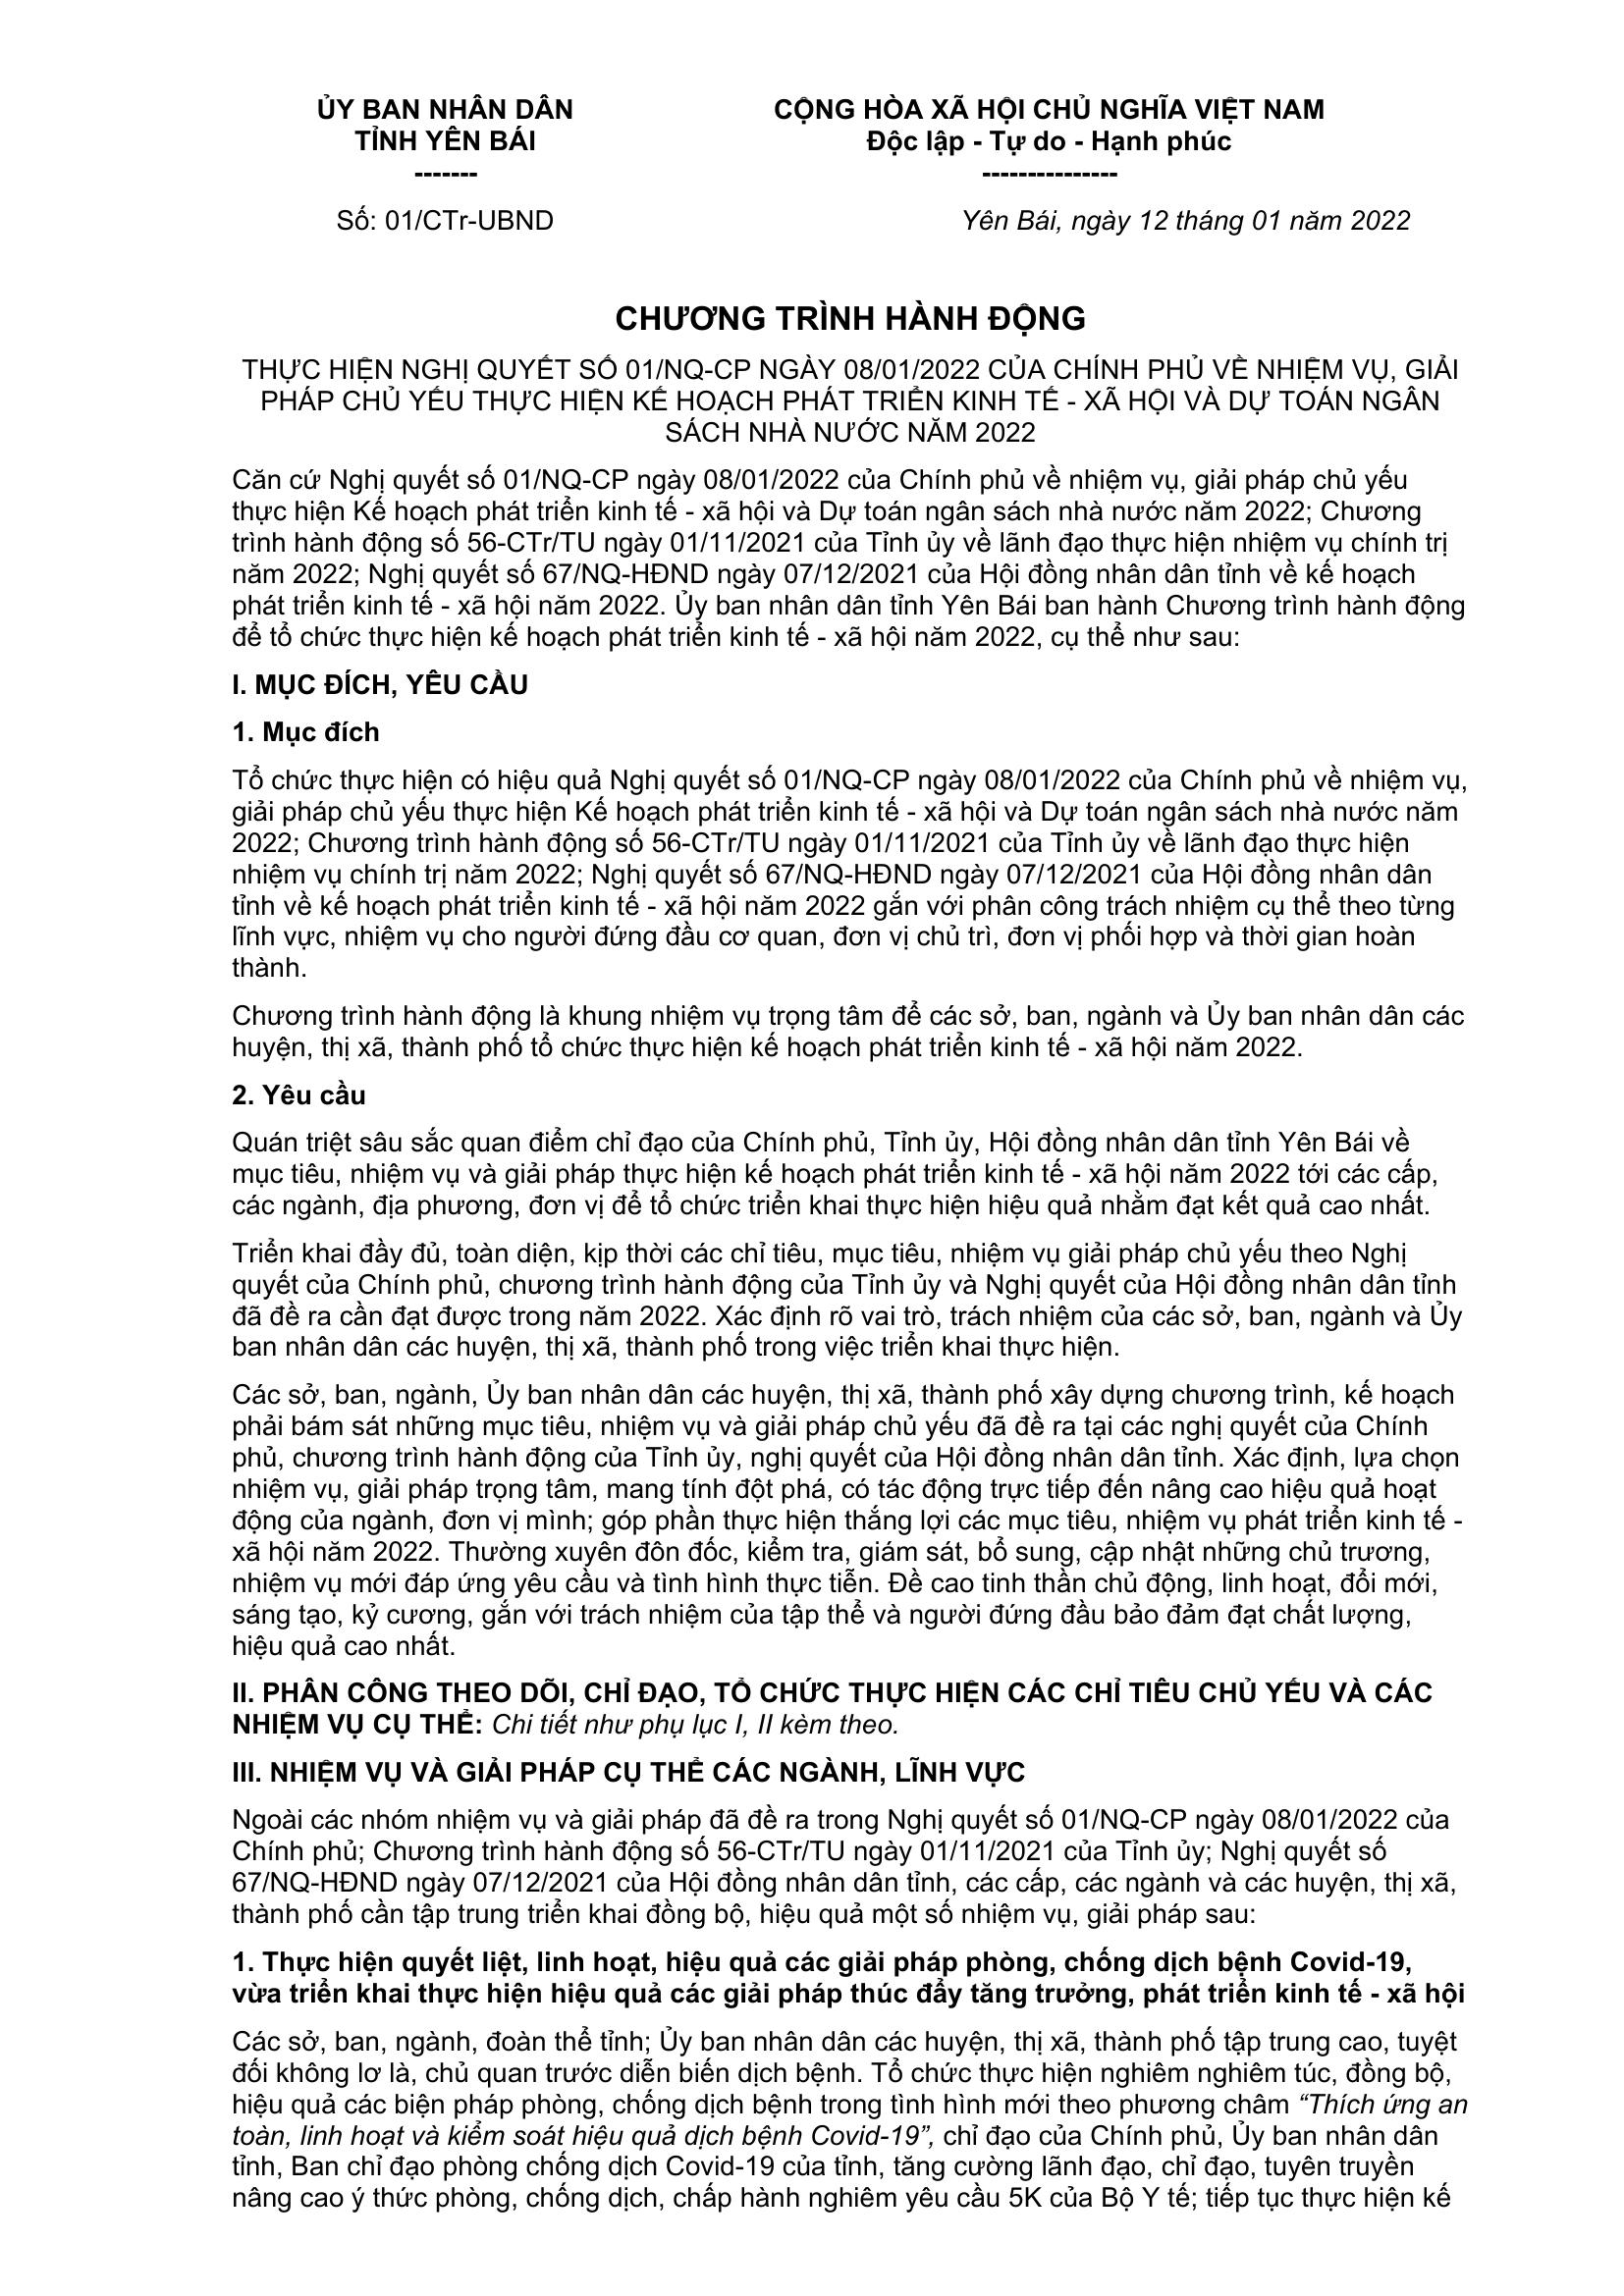 ỦY BAN NHÂN DÂN
TỈNH YÊN BÁI
-------
CỘNG HÒA XÃ HỘI CHỦ NGHĨA VIỆT NAM
Độc lập - Tự do - Hạnh phúc
---------------
Số: 01/CTr-UBND
Yên Bái, ngày 12 tháng 01 năm 2022
CHƯƠNG TRÌNH HÀNH ĐỘNG
THỰC HIỆN NGHỊ QUYẾT SỐ 01/NQ-CP NGÀY 08/01/2022 CỦA CHÍNH PHỦ VỀ NHIỆM VỤ, GIẢI
PHÁP CHỦ YẾU THỰC HIỆN KẾ HOẠCH PHÁT TRIỂN KINH TẾ - XÃ HỘI VÀ DỰ TOÁN NGÂN
SÁCH NHÀ NƯỚC NĂM 2022
Căn cứ Nghị quyết số 01/NQ-CP ngày 08/01/2022 của Chính phủ về nhiệm vụ, giải pháp chủ yếu
thực hiện Kế hoạch phát triển kinh tế - xã hội và Dự toán ngân sách nhà nước năm 2022; Chương
trình hành động số 56-CTr/TU ngày 01/11/2021 của Tỉnh ủy về lãnh đạo thực hiện nhiệm vụ chính trị
năm 2022; Nghị quyết số 67/NQ-HĐND ngày 07/12/2021 của Hội đồng nhân dân tỉnh về kế hoạch
phát triển kinh tế - xã hội năm 2022. Ủy ban nhân dân tỉnh Yên Bái ban hành Chương trình hành động
để tổ chức thực hiện kế hoạch phát triển kinh tế - xã hội năm 2022, cụ thể như sau:
I. MỤC ĐÍCH, YÊU CẦU
1. Mục đích
Tổ chức thực hiện có hiệu quả Nghị quyết số 01/NQ-CP ngày 08/01/2022 của Chính phủ về nhiệm vụ,
giải pháp chủ yếu thực hiện Kế hoạch phát triển kinh tế - xã hội và Dự toán ngân sách nhà nước năm
2022; Chương trình hành động số 56-CTr/TU ngày 01/11/2021 của Tỉnh ủy về lãnh đạo thực hiện
nhiệm vụ chính trị năm 2022; Nghị quyết số 67/NQ-HĐND ngày 07/12/2021 của Hội đồng nhân dân
tỉnh về kế hoạch phát triển kinh tế - xã hội năm 2022 gắn với phân công trách nhiệm cụ thể theo từng
lĩnh vực, nhiệm vụ cho người đứng đầu cơ quan, đơn vị chủ trì, đơn vị phối hợp và thời gian hoàn
thành.
Chương trình hành động là khung nhiệm vụ trọng tâm để các sở, ban, ngành và Ủy ban nhân dân các
huyện, thị xã, thành phố tổ chức thực hiện kế hoạch phát triển kinh tế - xã hội năm 2022.
2. Yêu cầu
Quán triệt sâu sắc quan điểm chỉ đạo của Chính phủ, Tỉnh ủy, Hội đồng nhân dân tỉnh Yên Bái về
mục tiêu, nhiệm vụ và giải pháp thực hiện kế hoạch phát triển kinh tế - xã hội năm 2022 tới các cấp,
các ngành, địa phương, đơn vị để tổ chức triển khai thực hiện hiệu quả nhằm đạt kết quả cao nhất.
Triển khai đầy đủ, toàn diện, kịp thời các chỉ tiêu, mục tiêu, nhiệm vụ giải pháp chủ yếu theo Nghị
quyết của Chính phủ, chương trình hành động của Tỉnh ủy và Nghị quyết của Hội đồng nhân dân tỉnh
đã đề ra cần đạt được trong năm 2022. Xác định rõ vai trò, trách nhiệm của các sở, ban, ngành và Ủy
ban nhân dân các huyện, thị xã, thành phố trong việc triển khai thực hiện.
Các sở, ban, ngành, Ủy ban nhân dân các huyện, thị xã, thành phố xây dựng chương trình, kế hoạch
phải bám sát những mục tiêu, nhiệm vụ và giải pháp chủ yếu đã đề ra tại các nghị quyết của Chính
phủ, chương trình hành động của Tỉnh ủy, nghị quyết của Hội đồng nhân dân tỉnh. Xác định, lựa chọn
nhiệm vụ, giải pháp trọng tâm, mang tính đột phá, có tác động trực tiếp đến nâng cao hiệu quả hoạt
động của ngành, đơn vị mình; góp phần thực hiện thắng lợi các mục tiêu, nhiệm vụ phát triển kinh tế -
xã hội năm 2022. Thường xuyên đôn đốc, kiểm tra, giám sát, bổ sung, cập nhật những chủ trương,
nhiệm vụ mới đáp ứng yêu cầu và tình hình thực tiễn. Đề cao tinh thần chủ động, linh hoạt, đổi mới,
sáng tạo, kỷ cương, gắn với trách nhiệm của tập thể và người đứng đầu bảo đảm đạt chất lượng,
hiệu quả cao nhất.
II. PHÂN CÔNG THEO DÕI, CHỈ ĐẠO, TỔ CHỨC THỰC HIỆN CÁC CHỈ TIÊU CHỦ YẾU VÀ CÁC
NHIỆM VỤ CỤ THỂ: Chi tiết như phụ lục I, II kèm theo.
III. NHIỆM VỤ VÀ GIẢI PHÁP CỤ THỂ CÁC NGÀNH, LĨNH VỰC
Ngoài các nhóm nhiệm vụ và giải pháp đã đề ra trong Nghị quyết số 01/NQ-CP ngày 08/01/2022 của
Chính phủ; Chương trình hành động số 56-CTr/TU ngày 01/11/2021 của Tỉnh ủy; Nghị quyết số
67/NQ-HĐND ngày 07/12/2021 của Hội đồng nhân dân tỉnh, các cấp, các ngành và các huyện, thị xã,
thành phố cần tập trung triển khai đồng bộ, hiệu quả một số nhiệm vụ, giải pháp sau:
1. Thực hiện quyết liệt, linh hoạt, hiệu quả các giải pháp phòng, chống dịch bệnh Covid-19,
vừa triển khai thực hiện hiệu quả các giải pháp thúc đẩy tăng trưởng, phát triển kinh tế - xã hội
Các sở, ban, ngành, đoàn thể tỉnh; Ủy ban nhân dân các huyện, thị xã, thành phố tập trung cao, tuyệt
đối không lơ là, chủ quan trước diễn biến dịch bệnh. Tổ chức thực hiện nghiêm nghiêm túc, đồng bộ,
hiệu quả các biện pháp phòng, chống dịch bệnh trong tình hình mới theo phương châm “Thích ứng an
toàn, linh hoạt và kiểm soát hiệu quả dịch bệnh Covid-19”, chỉ đạo của Chính phủ, Ủy ban nhân dân
tỉnh, Ban chỉ đạo phòng chống dịch Covid-19 của tỉnh, tăng cường lãnh đạo, chỉ đạo, tuyên truyền
nâng cao ý thức phòng, chống dịch, chấp hành nghiêm yêu cầu 5K của Bộ Y tế; tiếp tục thực hiện kế